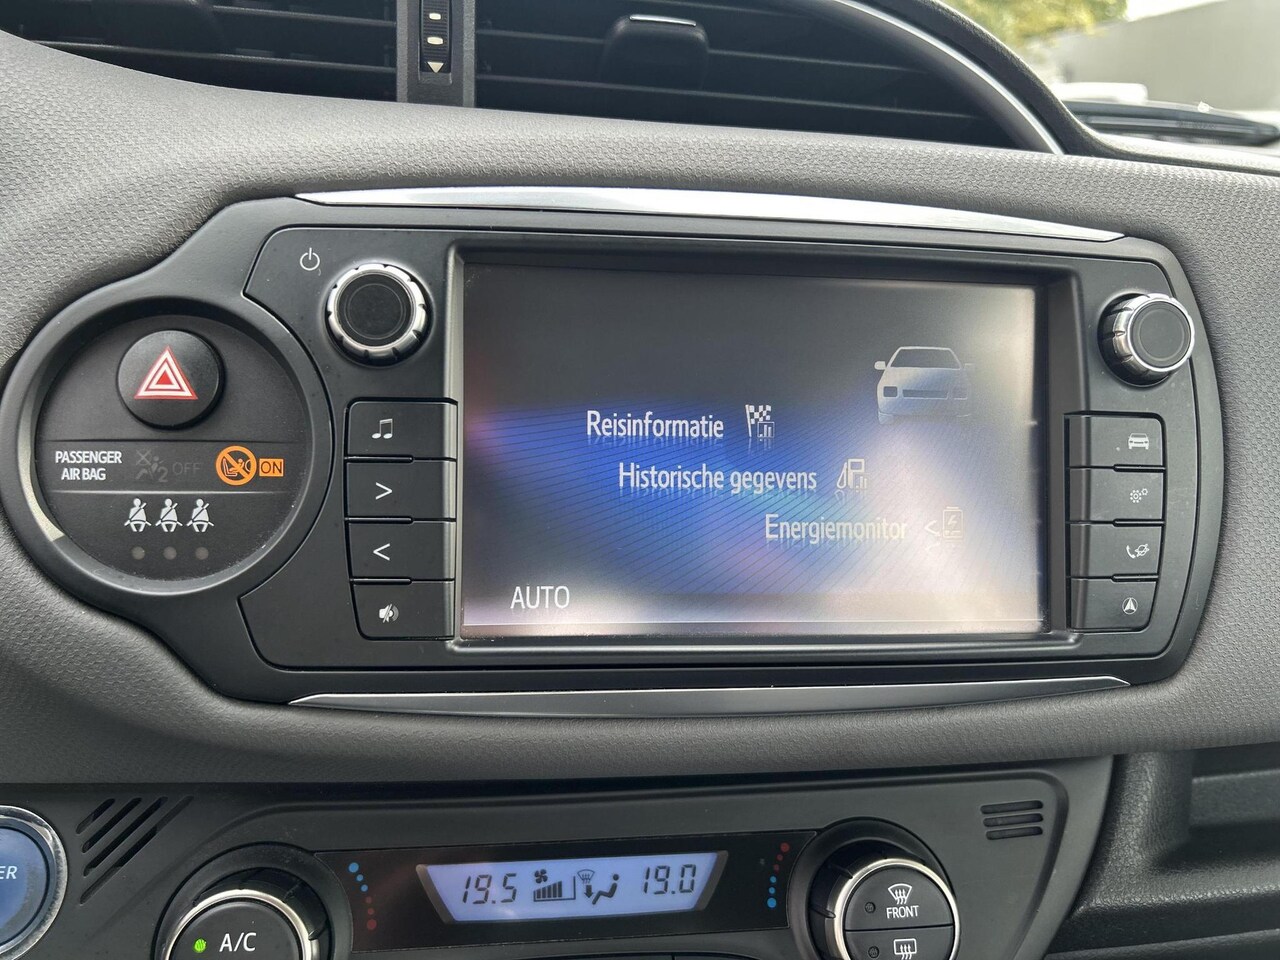 Reisinformatie
Historische gegevens
Energiemonitor
AUTO
PASSENGER
AIR BAG
2 OFF
ON
19.5
19.0
A/C
FRONT